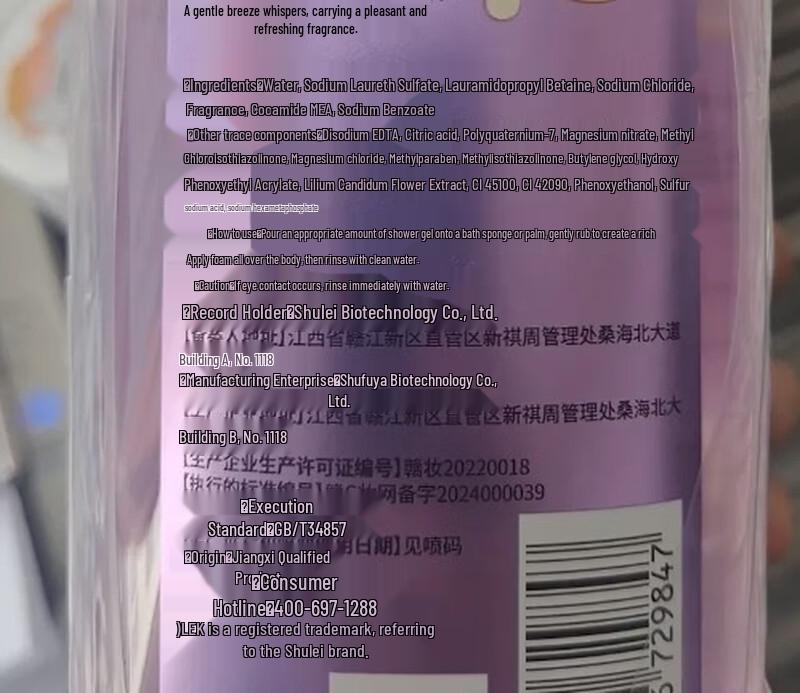 A gentle breeze whispers, carrying a pleasant and
refreshing fragrance.
Ingredients Water, Sodium Laureth Sulfate, Lauramidopropyl Betaine, Sodium Chloride,
Fragrance, Cocamide MEA, Sodium Benzoate
Other trace components Disodium EDTA, Citric acid, Polyquaternium-7, Magnesium nitrate, Methyl
Chloroisothiazolinone, Magnesium chloride, Methylparaben, Methylisothiazolinone, Butylene glycol, Hydroxy
Phenoxyethyl Acrylate, Lilium Candidum Flower Extract, CI 45100, CI 42090, Phenoxyethanol, Sulfur
sodium acid, sodium hexametaphosphate
How to use Pour an appropriate amount of shower gel onto a bath sponge or palm, gently rub to create a rich
Apply foam all over the body, then rinse with clean water.
Caution If eye contact occurs, rinse immediately with water.
Record Holder Shulei Biotechnology Co., Ltd.
江西省赣江新区直管区新祺周管理处桑海北大道
Building A, No. 1118
Manufacturing Enterprise Shufuya Biotechnology Co.,
Ltd.
江西省赣江新区直管区新祺周管理处桑海北大
Building B, No. 1118
【生产企业生产许可证编号】赣妆20220018
【执行的标准编号】赣G妆网备字2024000039
Execution
Standard GB/T34857
日期】见喷码
Origin Jiangxi Qualified
Consumer
Hotline 400-697-1288
)LEK is a registered trademark, referring
to the Shulei brand.
729847